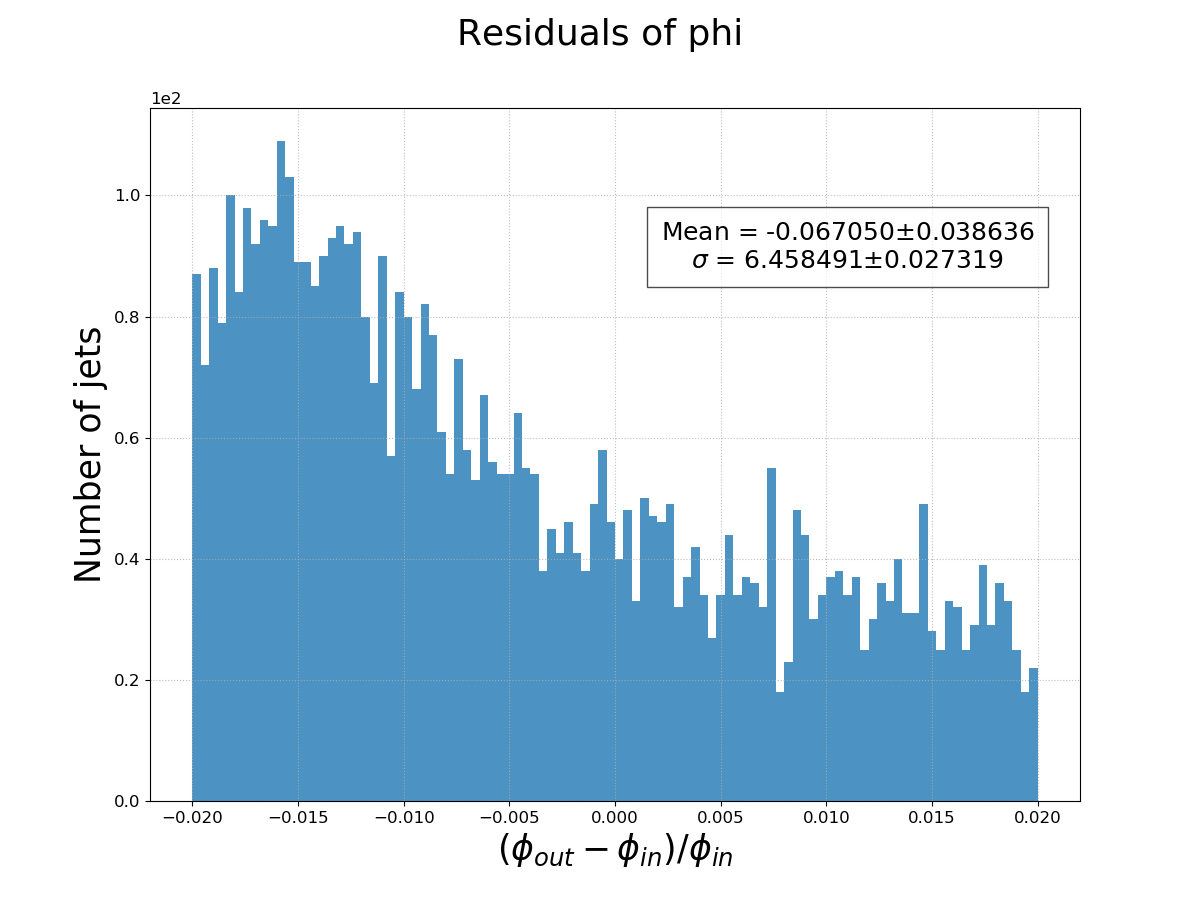 Residuals of phi
1e2
1.0
0.8
0.6
0.4
0.2
0.0
Number of jets
Mean = -0.067050±0.038636
σ = 6.458491±0.027319
−0.020 −0.015 −0.010 −0.005 0.000 0.005 0.010 0.015 0.020
(ϕout − ϕin)/ϕin